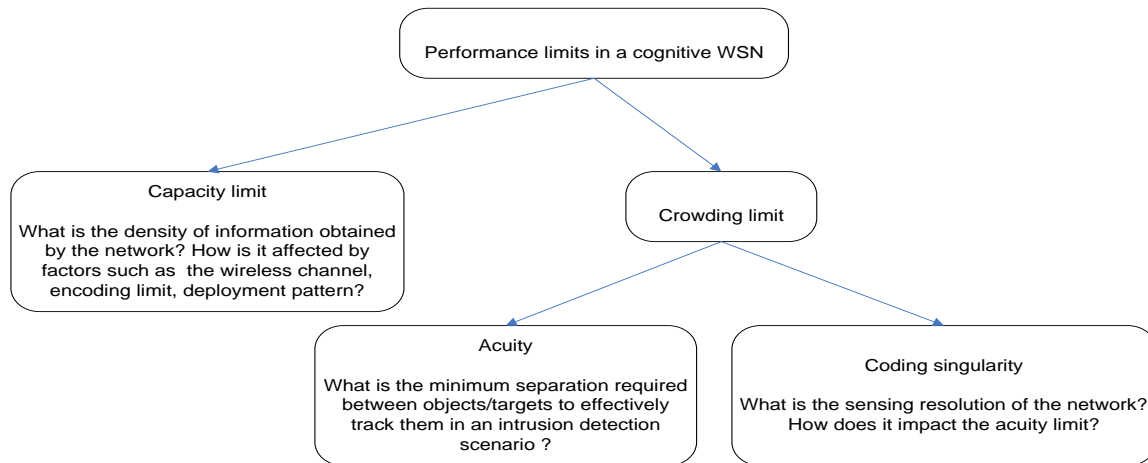 Performance limits in a cognitive WSN
Capacity limit
What is the density of information obtained
by the network? How is it affected by
factors such as the wireless channel,
encoding limit, deployment pattern?
Crowding limit
Acuity
What is the minimum separation required
between objects/targets to effectively
track them in an intrusion detection
scenario ?
Coding singularity
What is the sensing resolution of the network?
How does it impact the acuity limit?